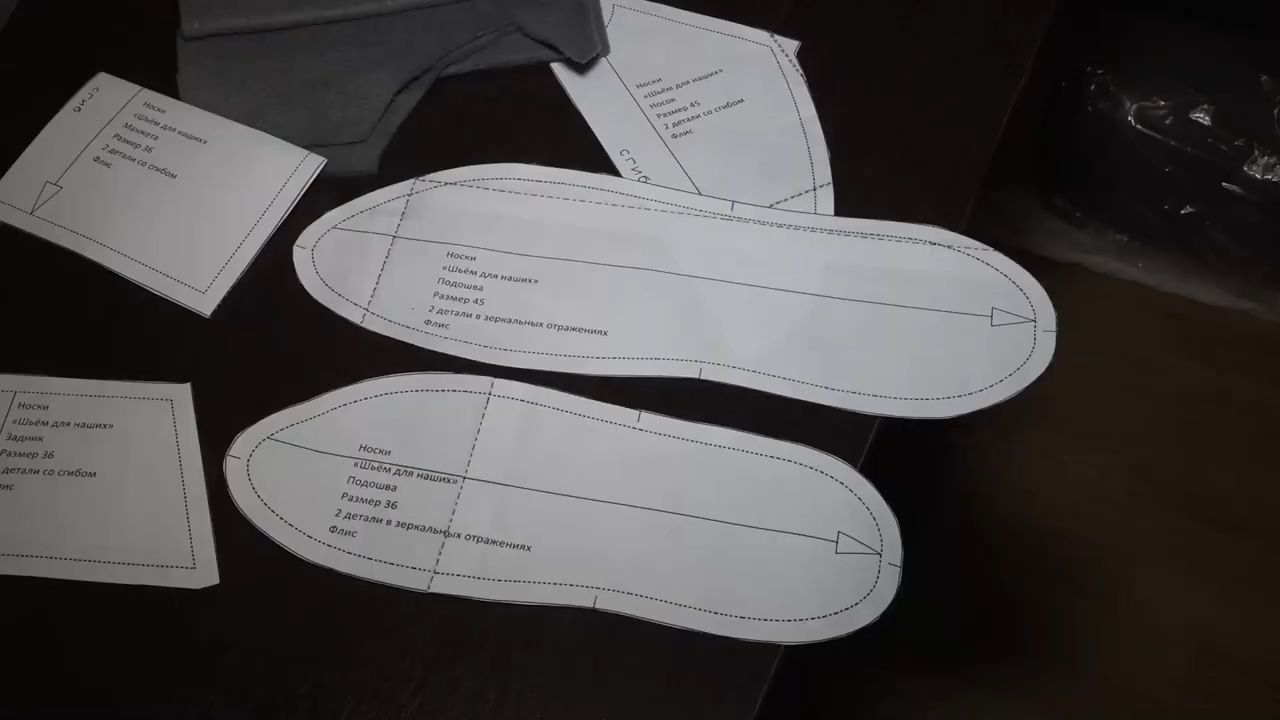 сгиб
Носки
«Шьём для наших»
Манжета
Размер 36
2 детали со сгибом
Флис
Носки
«Шьём для наших»
Носок
Размер 45
2 детали со сгибом
Флис
сгиб
Носки
«Шьём для наших»
Подошва
Размер 45
2 детали в зеркальных отражениях
Флис
Носки
«Шьём для наших»
Задник
Размер 36
детали со сгибом
Носки
«Шьём для наших»
Подошва
Размер 36
2 детали в зеркальных отражениях
Флис